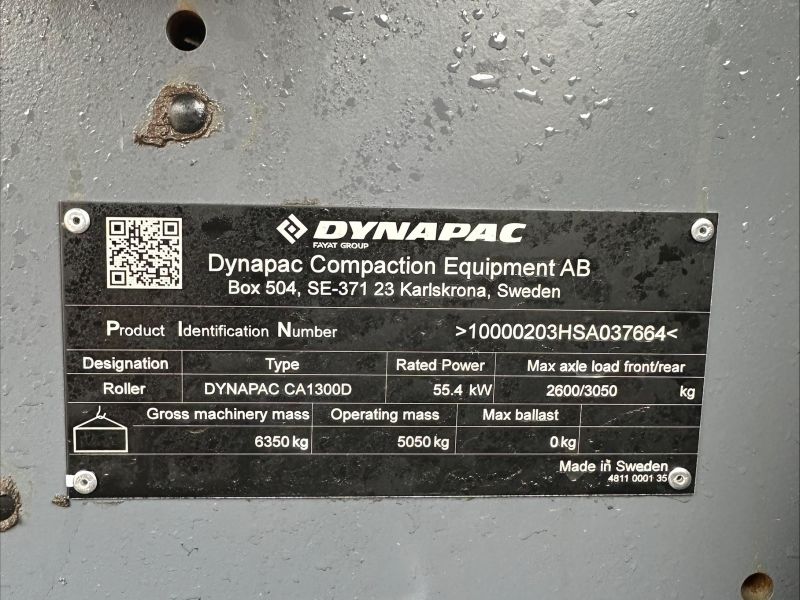 DYNAPAC
FAYAT GROUP
Dynapac Compaction Equipment AB
Box 504, SE-371 23 Karlskrona, Sweden
Product Identification Number >10000203HSA037664<
Designation Type Rated Power Max axle load front/rear
Roller DYNAPAC CA1300D 55.4 kW 2600/3050 kg
Gross machinery mass Operating mass Max ballast
6350 kg 5050 kg 0 kg
Made in Sweden
4811 0001 35